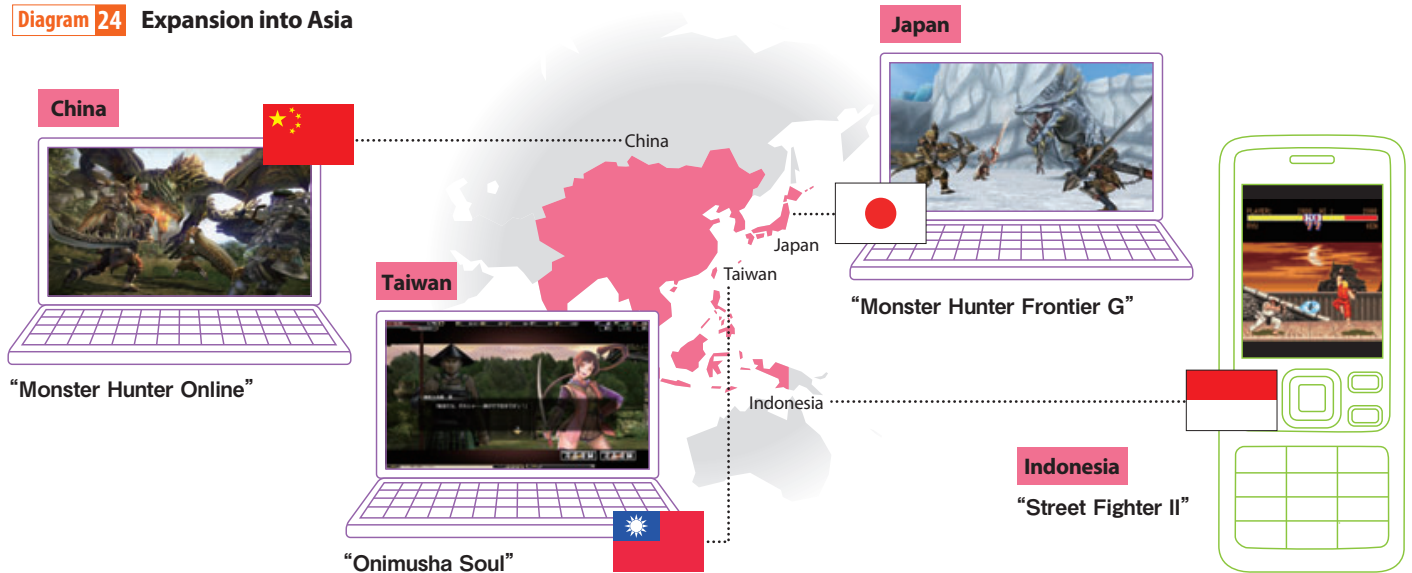 Diagram 24 Expansion into Asia
China
"Monster Hunter Online"
Taiwan
"Onimusha Soul"
China
Japan
Taiwan
Indonesia
Japan
"Monster Hunter Frontier G"
Indonesia
"Street Fighter II"